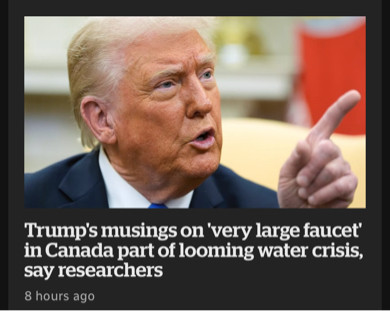 Trump's musings on 'very large faucet'
in Canada part of looming water crisis,
say researchers
8 hours ago